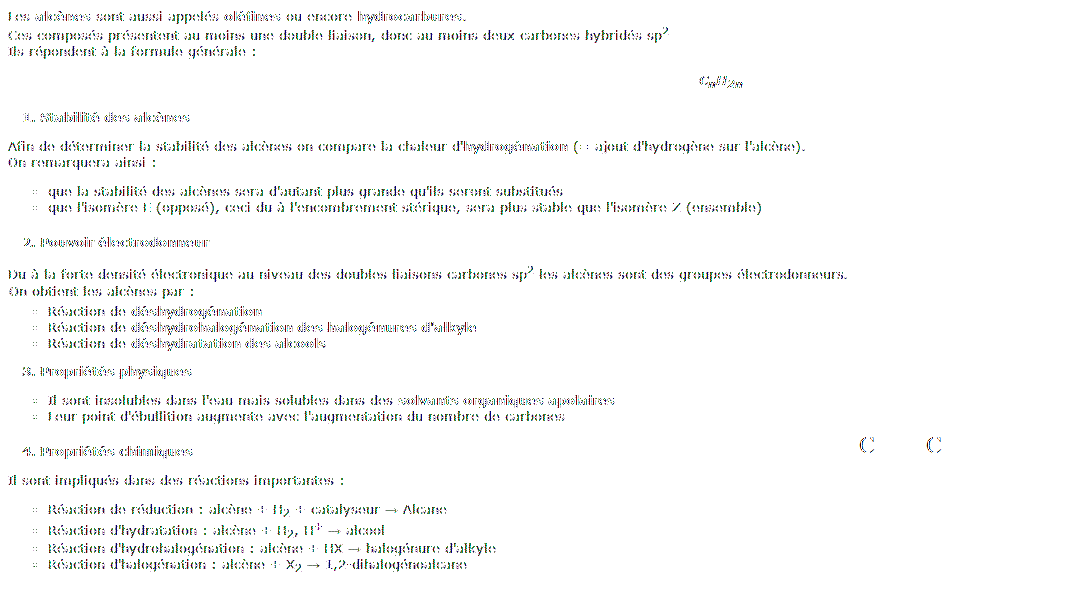 Les alcènes sont aussi appelés oléfines ou encore hydrocarbures.
Ces composés présentent au moins une double liaison, donc au moins deux carbones hybridés sp²
Ils répondent à la formule générale :
CₙH₂ₙ
1. Stabilité des alcènes
Afin de déterminer la stabilité des alcènes on compare la chaleur d'hydrogénation (= ajout d'hydrogène sur l'alcène).
On remarquera ainsi :
que la stabilité des alcènes sera d'autant plus grande qu'ils seront substitués
que l'isomère E (opposé), ceci du à l'encombrement stérique, sera plus stable que l'isomère Z (ensemble)
2. Pouvoir électrodonneur
Du à la forte densité électronique au niveau des doubles liaisons carbones sp² les alcènes sont des groupes électrodonneurs.
On obtient les alcènes par :
Réaction de déshydrogénation
Réaction de déshydrohalogénation des halogénures d'alkyle
Réaction de déshydratation des alcools
3. Propriétés physiques
Il sont insolubles dans l'eau mais solubles dans des solvants organiques apolaires
Leur point d'ébullition augmente avec l'augmentation du nombre de carbones
4. Propriétés chimiques
C C
Il sont impliqués dans des réactions importantes :
Réaction de réduction : alcène + H₂ + catalyseur → Alcane
Réaction d'hydratation : alcène + H₂, H⁺ → alcool
Réaction d'hydrohalogénation : alcène + HX → halogénure d'alkyle
Réaction d'halogénation : alcène + X₂ → 1,2-dihalogénoalcane